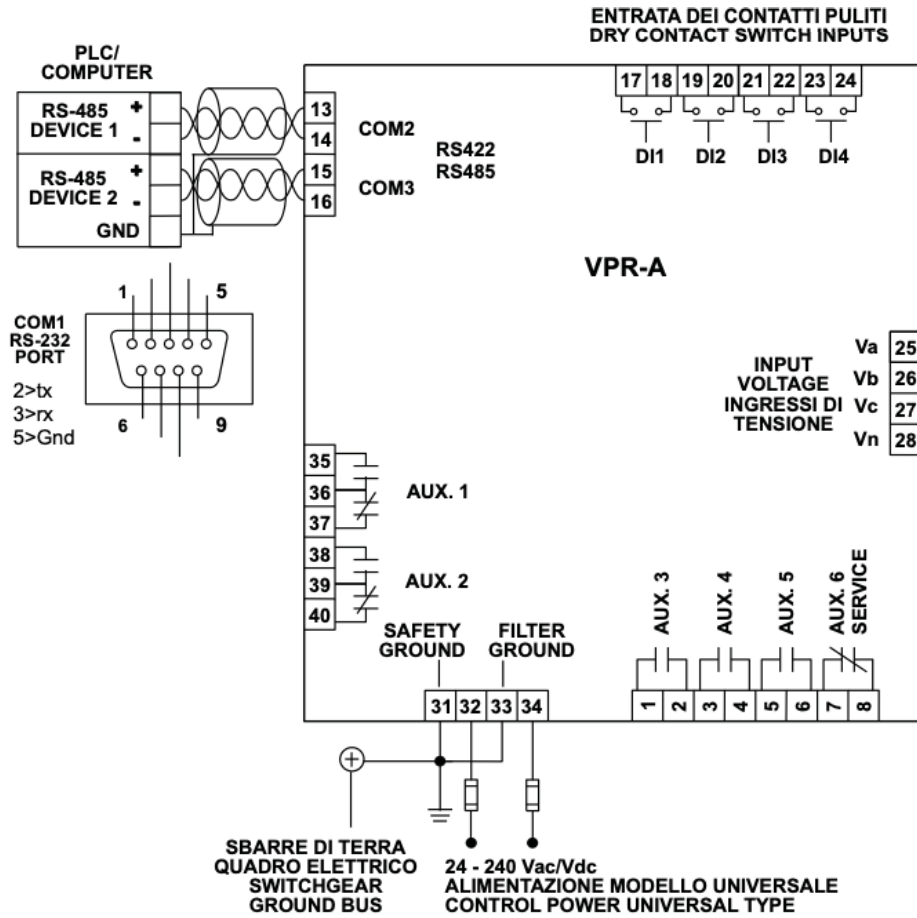 ENTRATA DEI CONTATTI PULITI
DRY CONTACT SWITCH INPUTS
PLC/
COMPUTER
17 18 19 20 21 22 23 24
DI1 DI2 DI3 DI4
RS-485
DEVICE 1
+
-
RS-485
DEVICE 2
+
-
GND
13
14
15
16
COM2
COM3
RS422
RS485
VPR-A
COM1
RS-232
PORT
2>tx
3>rx
5>Gnd
1 5
6 9
INPUT
VOLTAGE
INGRESSI DI
TENSIONE
Va 25
Vb 26
Vc 27
Vn 28
35
36
37
AUX. 1
38
39
40
AUX. 2
SAFETY
GROUND
FILTER
GROUND
31 32 33 34
AUX. 3
AUX. 4
AUX. 5
AUX. 6
SERVICE
1 2 3 4 5 6 7 8
SBARRE DI TERRA
QUADRO ELETTRICO
SWITCHGEAR
GROUND BUS
24 - 240 Vac/Vdc
ALIMENTAZIONE MODELLO UNIVERSALE
CONTROL POWER UNIVERSAL TYPE